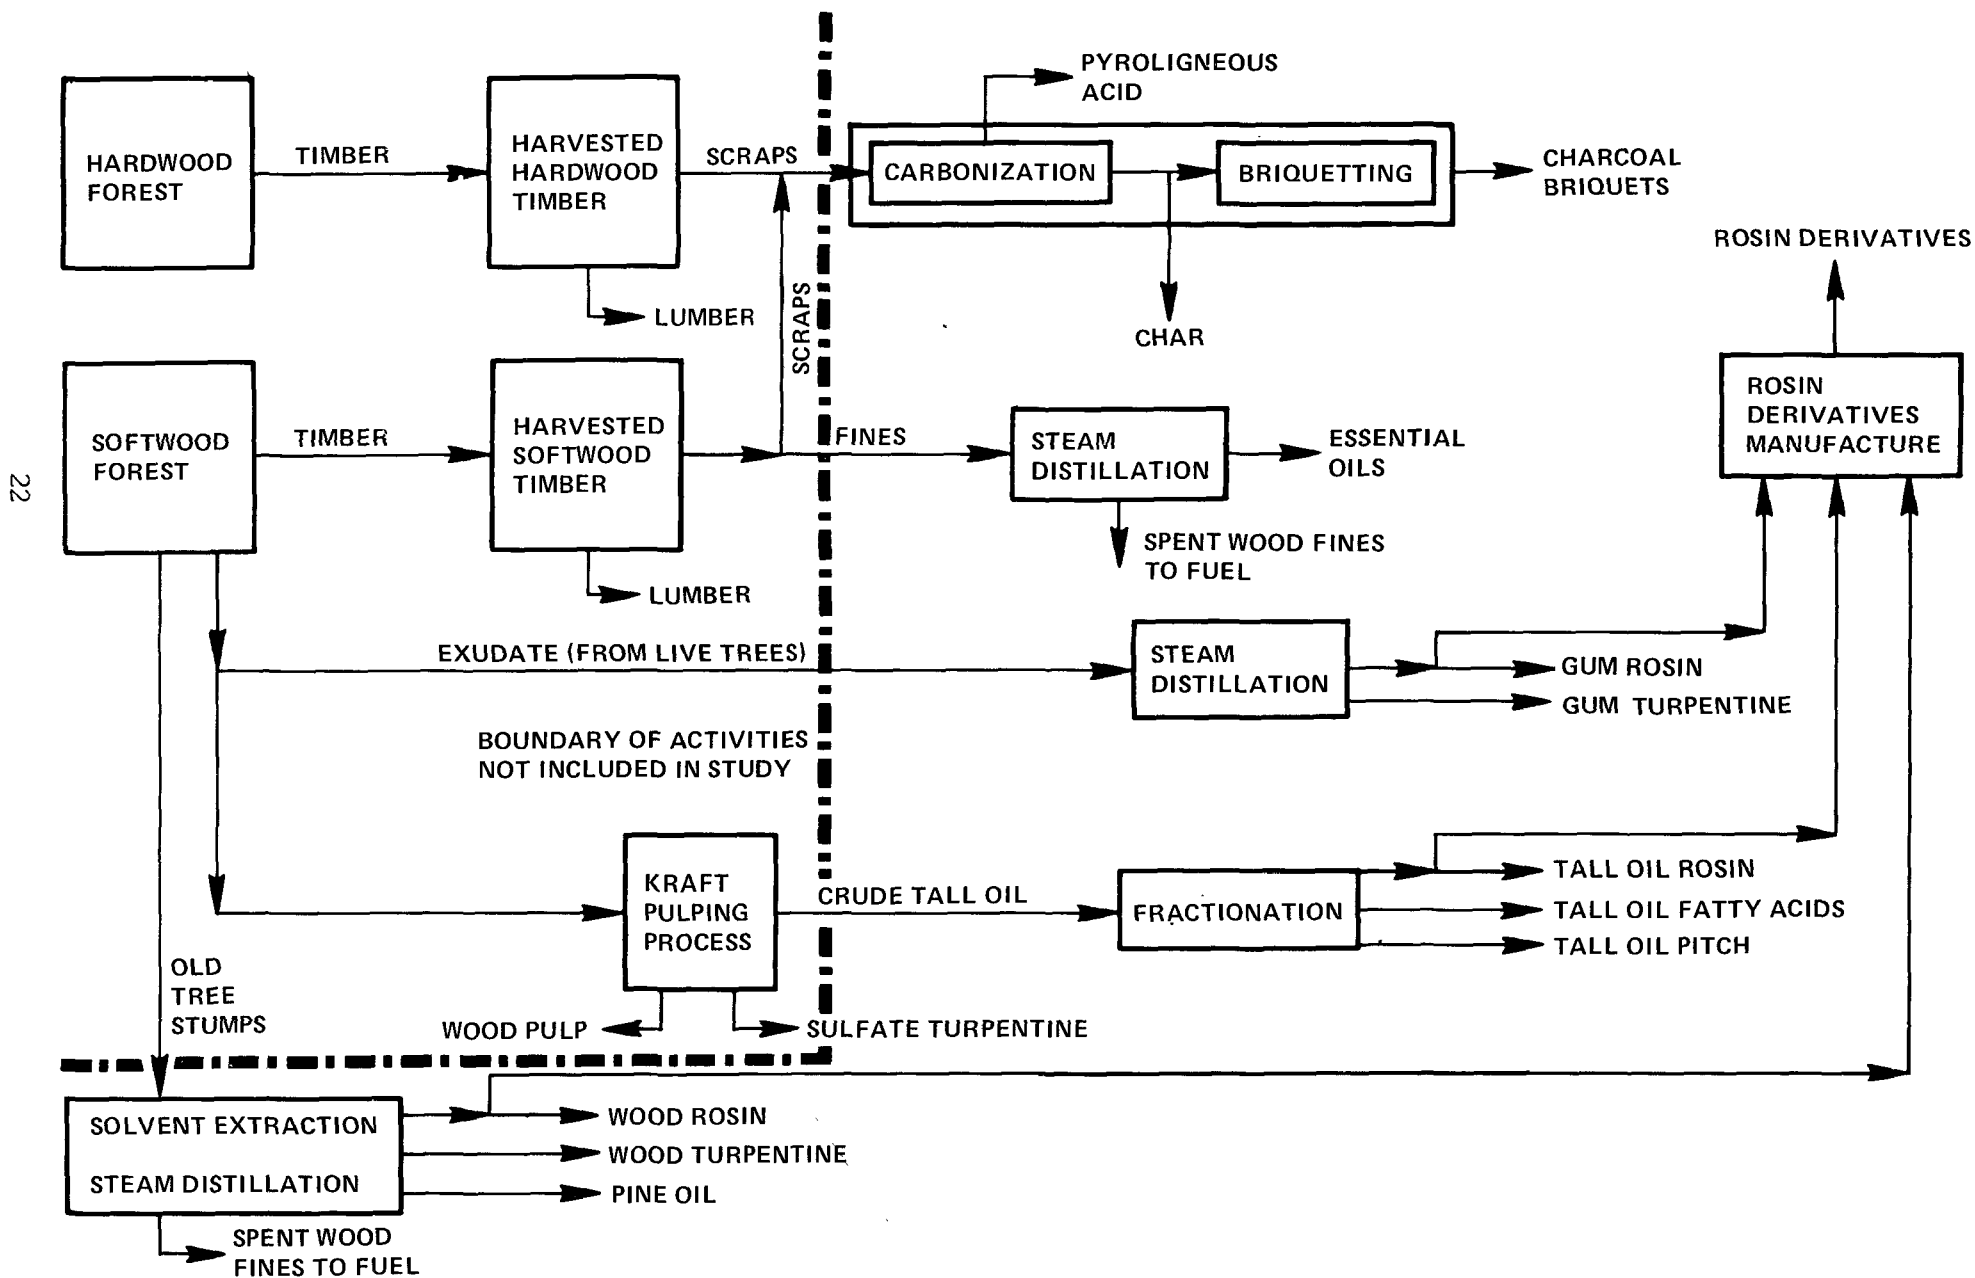 PYROLIGNEOUS
ACID
HARDWOOD
FOREST
TIMBER
HARVESTED
HARDWOOD
TIMBER
SCRAPS
CARBONIZATION
BRIQUETTING
CHARCOAL
BRIQUETS
LUMBER
SCRAPS
CHAR
ROSIN DERIVATIVES
ROSIN
DERIVATIVES
MANUFACTURE
SOFTWOOD
FOREST
TIMBER
HARVESTED
SOFTWOOD
TIMBER
FINES
STEAM
DISTILLATION
ESSENTIAL
OILS
SPENT WOOD FINES
TO FUEL
22
LUMBER
EXUDATE (FROM LIVE TREES)
STEAM
DISTILLATION
GUM ROSIN
GUM TURPENTINE
BOUNDARY OF ACTIVITIES
NOT INCLUDED IN STUDY
KRAFT
PULPING
PROCESS
CRUDE TALL OIL
FRACTIONATION
TALL OIL ROSIN
TALL OIL FATTY ACIDS
TALL OIL PITCH
OLD
TREE
STUMPS
WOOD PULP
SULFATE TURPENTINE
SOLVENT EXTRACTION
STEAM DISTILLATION
WOOD ROSIN
WOOD TURPENTINE
PINE OIL
SPENT WOOD
FINES TO FUEL